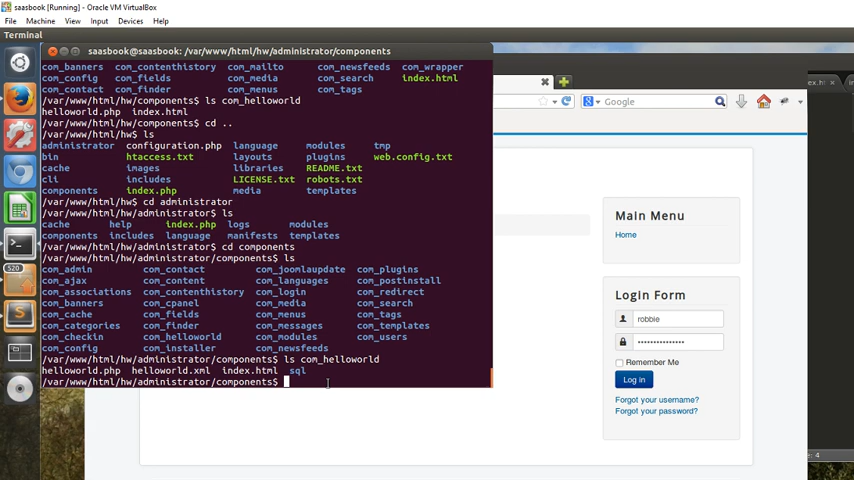 saasbook [Running] - Oracle VM VirtualBox
File Machine View Input Devices Help
Terminal
saasbook@saasbook: /var/www/html/hw/administrator/components
com_banners com_contenthistory com_mailto com_newsfeeds com_wrapper
com_config com_fields com_media com_search index.html
com_contact com_finder com_menus com_tags
/var/www/html/hw/components$ ls com_helloworld
helloworld.php index.html
/var/www/html/hw/components$ cd ..
/var/www/html/hw$ ls
administrator configuration.php language modules tmp
bin htaccess.txt layouts plugins web.config.txt
cache images libraries README.txt
cli includes LICENSE.txt robots.txt
components index.php media templates
/var/www/html/hw$ cd administrator
/var/www/html/hw/administrator$ ls
cache help index.php logs modules
components includes language manifests templates
/var/www/html/hw/administrator$ cd components
/var/www/html/hw/administrator/components$ ls
com_admin com_contact com_joomlaupdate com_plugins
com_ajax com_content com_languages com_postinstall
com_associations com_contenthistory com_login com_redirect
com_banners com_cpanel com_media com_search
com_cache com_fields com_menus com_tags
com_categories com_finder com_messages com_templates
com_checkin com_helloworld com_modules com_users
com_config com_installer com_newsfeeds
/var/www/html/hw/administrator/components$ ls com_helloworld
helloworld.php helloworld.xml index.html sql
/var/www/html/hw/administrator/components$
520
Google
Main Menu
Home
Login Form
robbie
•••••••••••••••
Remember Me
Log in
Forgot your username?
Forgot your password?